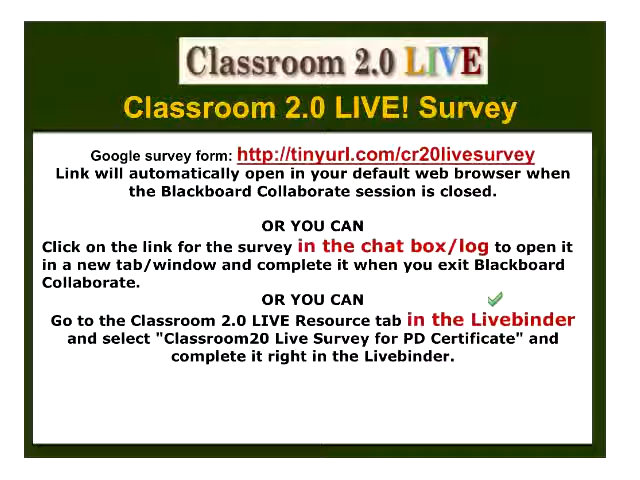 Classroom 2.0 LIVE
Classroom 2.0 LIVE! Survey
Google survey form: http://tinyurl.com/cr20livesurvey
Link will automatically open in your default web browser when
the Blackboard Collaborate session is closed.
OR YOU CAN
Click on the link for the survey in the chat box/log to open it
in a new tab/window and complete it when you exit Blackboard
Collaborate.
OR YOU CAN
Go to the Classroom 2.0 LIVE Resource tab in the Livebinder
and select "Classroom20 Live Survey for PD Certificate" and
complete it right in the Livebinder.